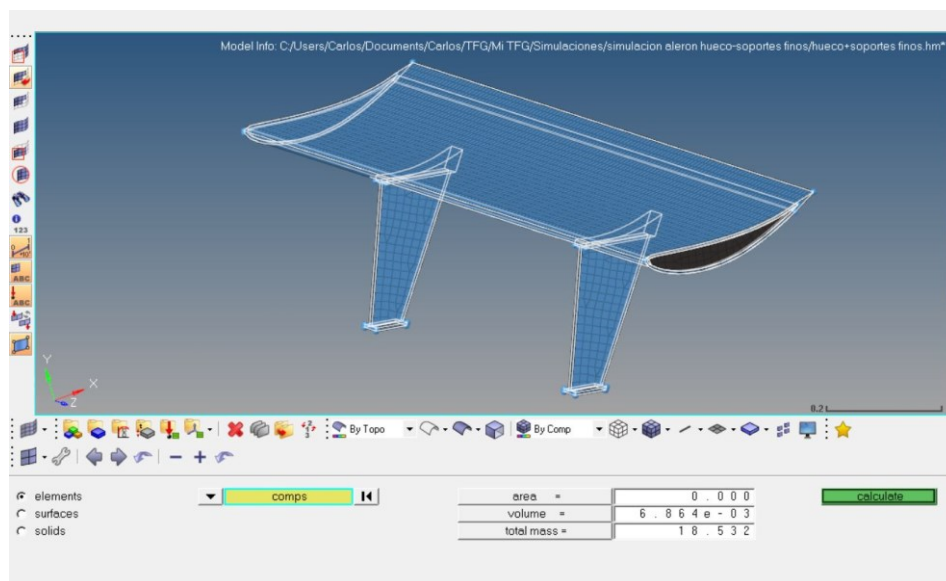 Model Info: C:/Users/Carlos/Documents/Carlos/TFG/Mi TFG/Simulaciones/simulacion aleron hueco-soportes finos/hueco+soportes finos.hm*
123
ABC
ABC
Y
X
Z
0.2
By Topo
By Comp
elements
surfaces
solids
comps
area =
0.000
volume =
6.864e-03
total mass =
18.532
calculate